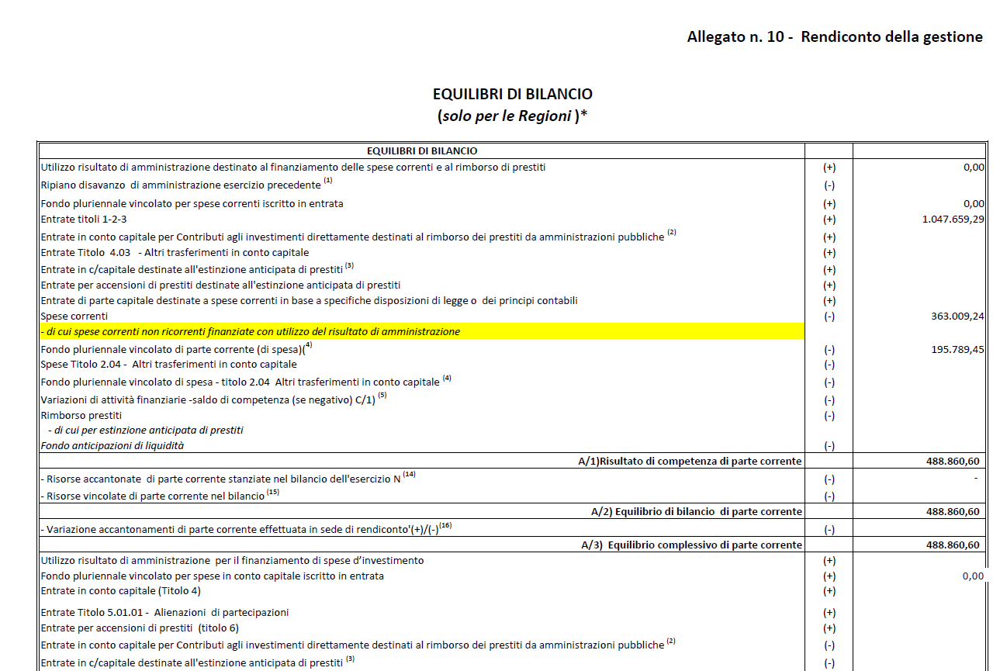 Allegato n. 10 - Rendiconto della gestione
EQUILIBRI DI BILANCIO
(solo per le Regioni )*
EQUILIBRI DI BILANCIO
Utilizzo risultato di amministrazione destinato al finanziamento delle spese correnti e al rimborso di prestiti (+) 0,00
Ripiano disavanzo di amministrazione esercizio precedente (1) (-)
Fondo pluriennale vincolato per spese correnti iscritto in entrata (+) 0,00
Entrate titoli 1-2-3 (+) 1.047.659,29
Entrate in conto capitale per Contributi agli investimenti direttamente destinati al rimborso dei prestiti da amministrazioni pubbliche (2) (+)
Entrate Titolo 4.03 - Altri trasferimenti in conto capitale (+)
Entrate in c/capitale destinate all'estinzione anticipata di prestiti (3) (+)
Entrate per accensioni di prestiti destinate all'estinzione anticipata di prestiti (+)
Entrate di parte capitale destinate a spese correnti in base a specifiche disposizioni di legge o dei principi contabili (+)
Spese correnti (-) 363.009,24
- di cui spese correnti non ricorrenti finanziate con utilizzo del risultato di amministrazione
Fondo pluriennale vincolato di parte corrente (di spesa)(4) (-) 195.789,45
Spese Titolo 2.04 - Altri trasferimenti in conto capitale (-)
Fondo pluriennale vincolato di spesa - titolo 2.04 Altri trasferimenti in conto capitale (4) (-)
Variazioni di attività finanziarie -saldo di competenza (se negativo) C/1) (5) (-)
Rimborso prestiti (-)
- di cui per estinzione anticipata di prestiti
Fondo anticipazioni di liquidità (-)
A/1)Risultato di competenza di parte corrente 488.860,60
- Risorse accantonate di parte corrente stanziate nel bilancio dell'esercizio N (14) (-) -
- Risorse vincolate di parte corrente nel bilancio (15) (-)
A/2) Equilibrio di bilancio di parte corrente 488.860,60
- Variazione accantonamenti di parte corrente effettuata in sede di rendiconto'(+)/(-)(16) (-)
A/3) Equilibrio complessivo di parte corrente 488.860,60
Utilizzo risultato di amministrazione per il finanziamento di spese d’investimento (+)
Fondo pluriennale vincolato per spese in conto capitale iscritto in entrata (+) 0,00
Entrate in conto capitale (Titolo 4) (+)
Entrate Titolo 5.01.01 - Alienazioni di partecipazioni (+)
Entrate per accensioni di prestiti (titolo 6) (+)
Entrate in conto capitale per Contributi agli investimenti direttamente destinati al rimborso dei prestiti da amministrazioni pubbliche (2) (-)
Entrate in c/capitale destinate all'estinzione anticipata di prestiti (3) (-)